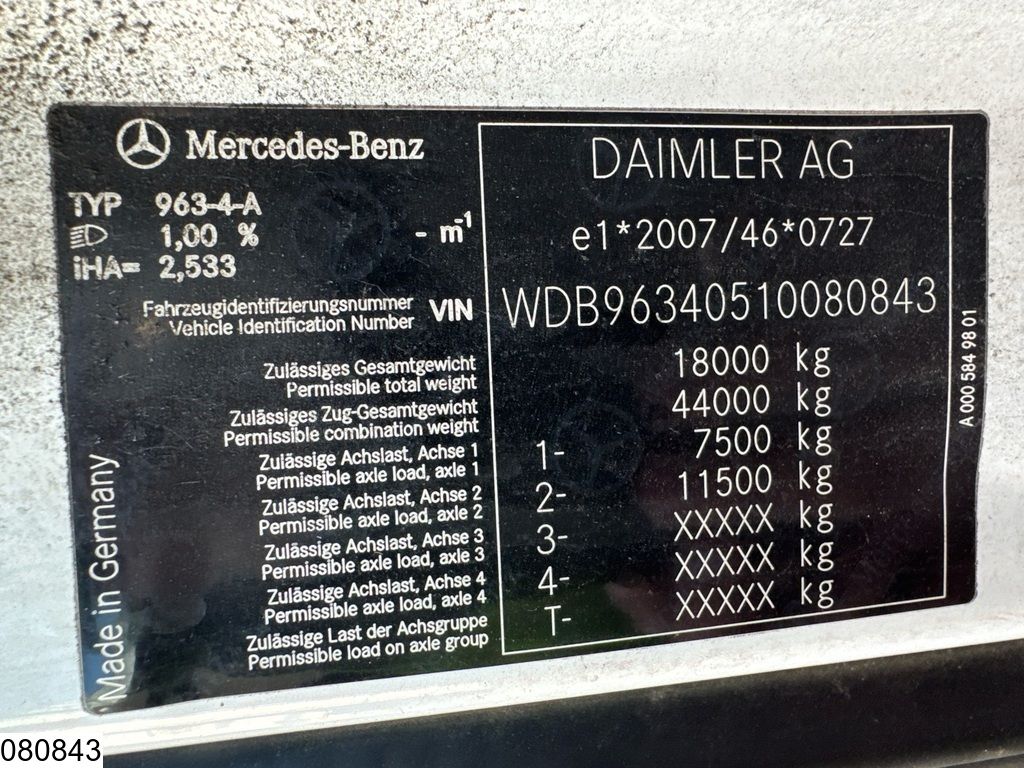 Mercedes-Benz
TYP 963-4-A
1,00 % - m⁻¹
iHA= 2,533
DAIMLER AG
e1*2007/46*0727
Fahrzeugidentifizierungsnummer
Vehicle Identification Number VIN WDB96340510080843
Zulässiges Gesamtgewicht
Permissible total weight 18000 kg
Zulässiges Zug-Gesamtgewicht
Permissible combination weight 44000 kg
Zulässige Achslast, Achse 1
Permissible axle load, axle 1 1- 7500 kg
Zulässige Achslast, Achse 2
Permissible axle load, axle 2 2- 11500 kg
Zulässige Achslast, Achse 3
Permissible axle load, axle 3 3- XXXXX kg
Zulässige Achslast, Achse 4
Permissible axle load, axle 4 4- XXXXX kg
Zulässige Last der Achsgruppe
Permissible load on axle group T- XXXXX kg
Made in Germany
A 000 584 98 01
080843